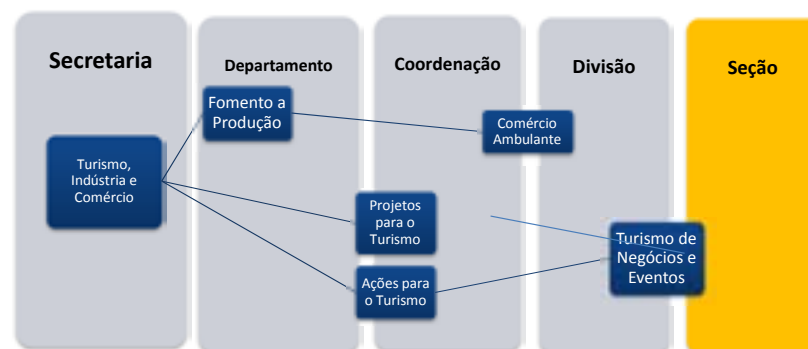 Secretaria
Departamento
Coordenação
Divisão
Seção
Fomento a
Produção
Comércio
Ambulante
Turismo,
Indústria e
Comércio
Projetos
para o
Turismo
Turismo de
Negócios e
Eventos
Ações para
o Turismo